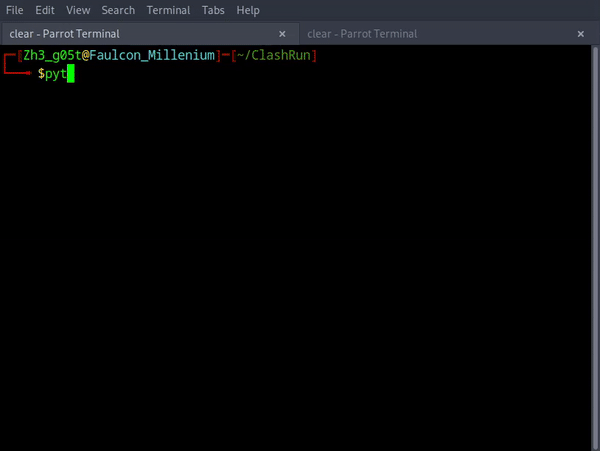 File Edit View Search Terminal Tabs Help
clear - Parrot Terminal × clear - Parrot Terminal ×
[Zh3_g05t@Faulcon_Millenium]─[~/ClashRun]
$pyt